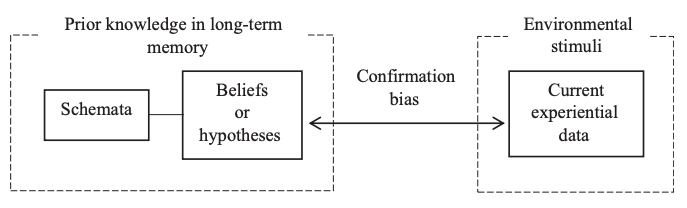 Prior knowledge in long-term
memory
Schemata
Beliefs
or
hypotheses
Confirmation
bias
Environmental
stimuli
Current
experiential
data